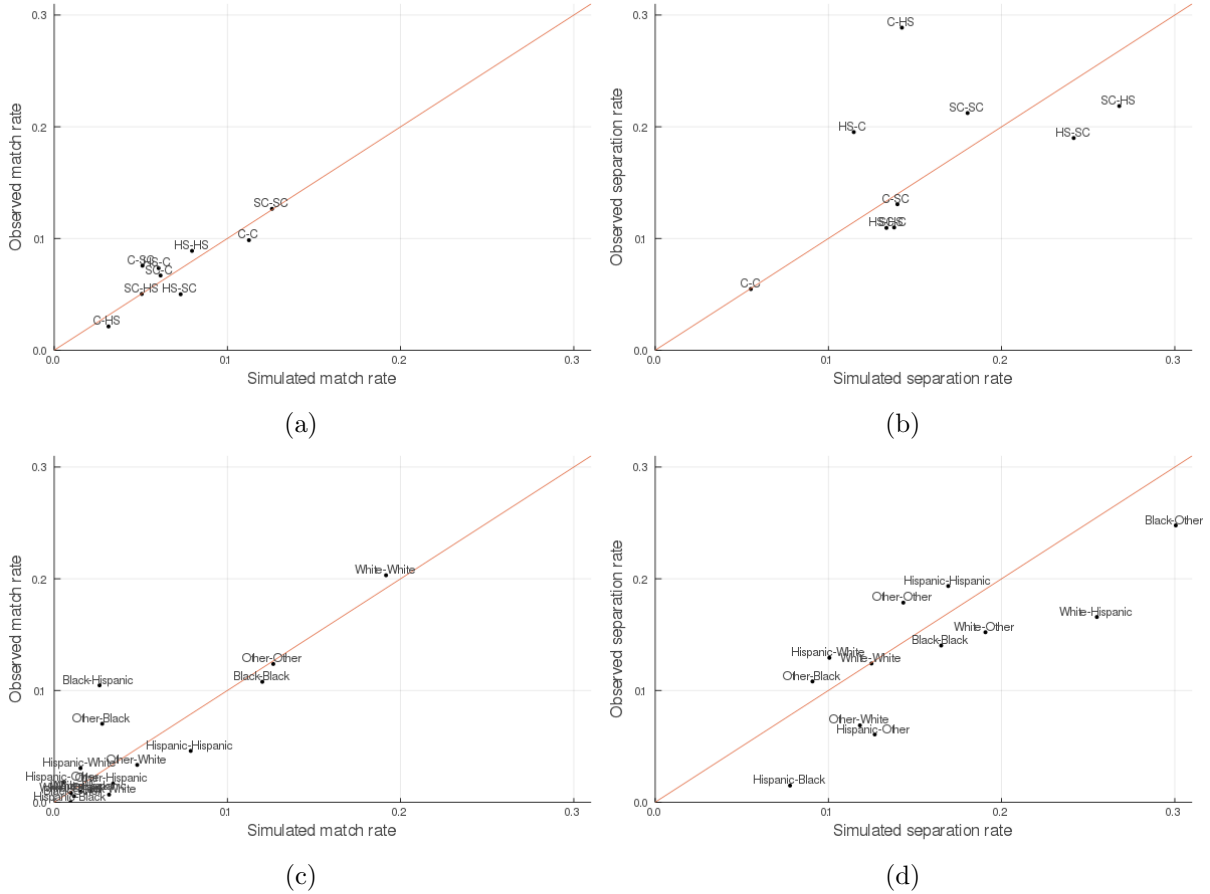 0.3
0.2
0.1
0.0
0.0
0.1
0.2
0.3
Observed match rate
Simulated match rate
SC-SC
C-C
HS-HS
SC-C
SC-HS
HS-SC
C-HS
(a)
0.3
0.2
0.1
0.0
0.0
0.1
0.2
0.3
Observed separation rate
Simulated separation rate
C-HS
SC-HS
SC-SC
HS-C
HS-SC
C-SC
C-C
(b)
0.3
0.2
0.1
0.0
0.0
0.1
0.2
0.3
Observed match rate
Simulated match rate
White-White
Other-Other
Black-Black
Black-Hispanic
Other-Black
Hispanic-Hispanic
Other-White
Hispanic-White
Hispanic-Black
(c)
0.3
0.2
0.1
0.0
0.0
0.1
0.2
0.3
Observed separation rate
Simulated separation rate
Black-Other
Hispanic-Hispanic
Other-Other
White-Hispanic
White-Other
Black-Black
Hispanic-White
White-White
Other-Black
Other-White
Hispanic-Other
Hispanic-Black
(d)